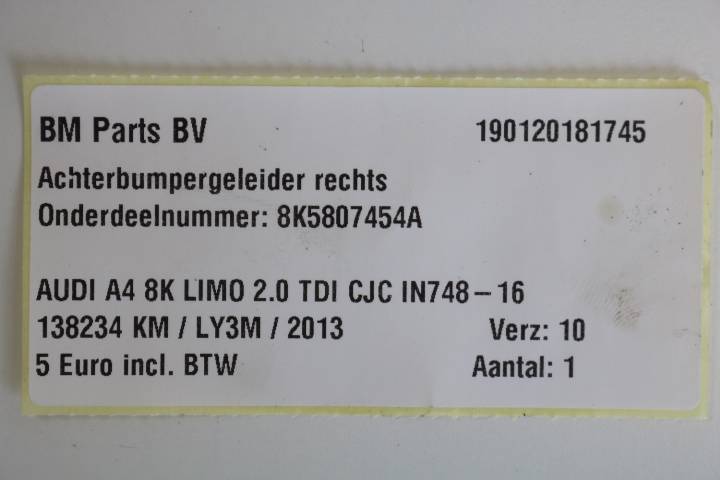 BM Parts BV 190120181745
Achterbumpergeleider rechts
Onderdeelnummer: 8K5807454A
AUDI A4 8K LIMO 2.0 TDI CJC IN748-16
138234 KM / LY3M / 2013 Verz: 10
5 Euro incl. BTW Aantal: 1